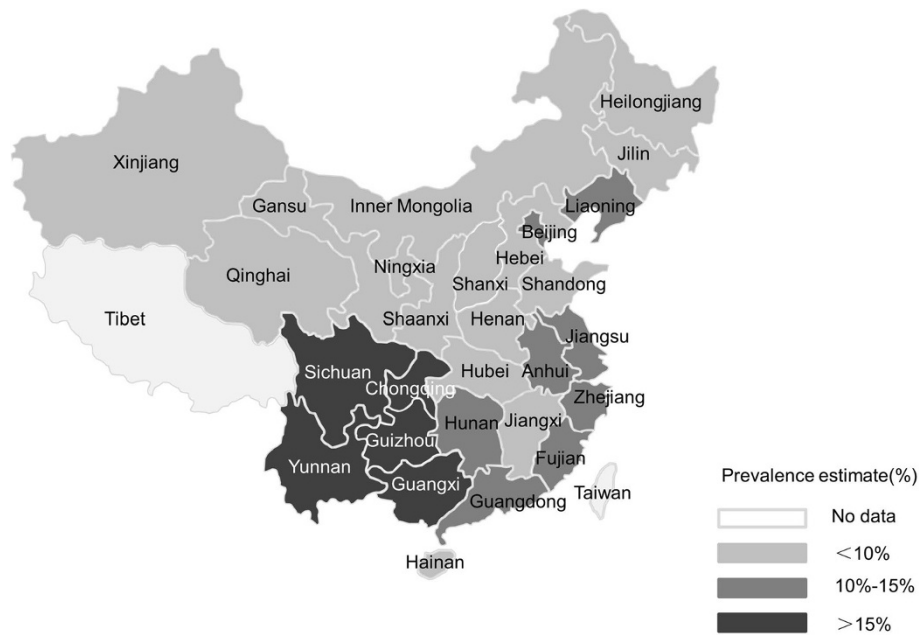 Heilongjiang
Jilin
Xinjiang
Gansu
Inner Mongolia
Liaoning
Beijing
Hebei
Ningxia
Qinghai
Shanxi
Shandong
Tibet
Shaanxi
Henan
Jiangsu
Sichuan
Hubei
Anhui
Chongqing
Zhejiang
Hunan
Jiangxi
Guizhou
Yunnan
Fujian
Guangxi
Guangdong
Taiwan
Hainan
Prevalence estimate(%)
No data
<10%
10%-15%
>15%